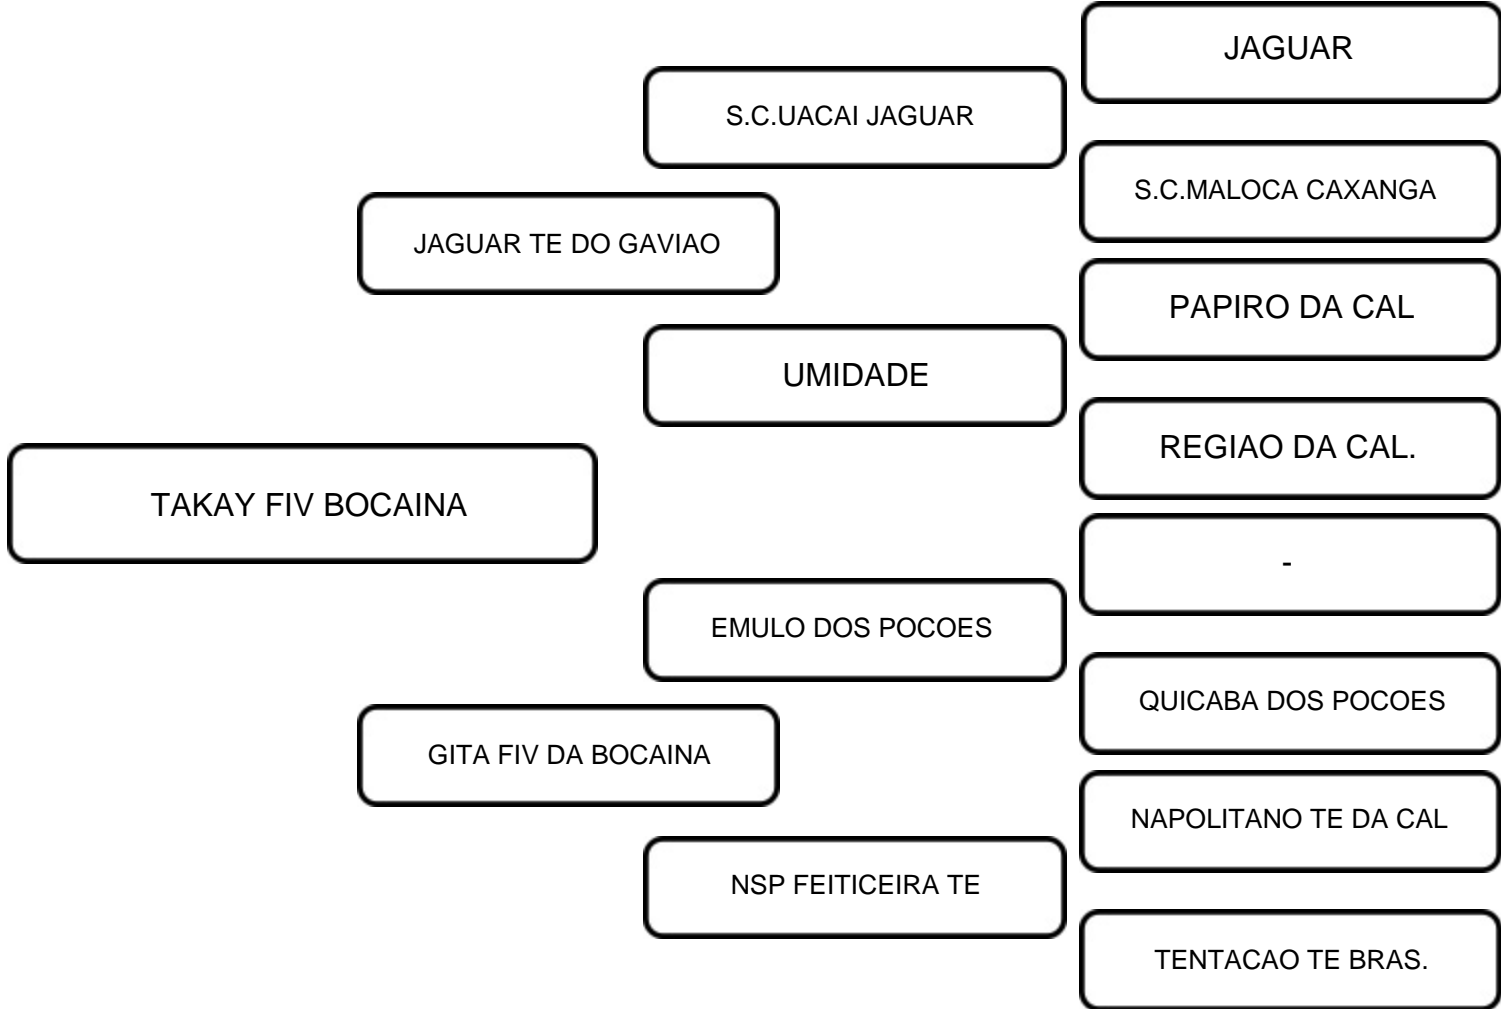 JAGUAR
S.C.UACAI JAGUAR
S.C.MALOCA CAXANGA
JAGUAR TE DO GAVIAO
PAPIRO DA CAL
UMIDADE
REGIAO DA CAL.
TAKAY FIV BOCAINA
-
EMULO DOS POCOES
QUICABA DOS POCOES
GITA FIV DA BOCAINA
NAPOLITANO TE DA CAL
NSP FEITICEIRA TE
TENTACAO TE BRAS.